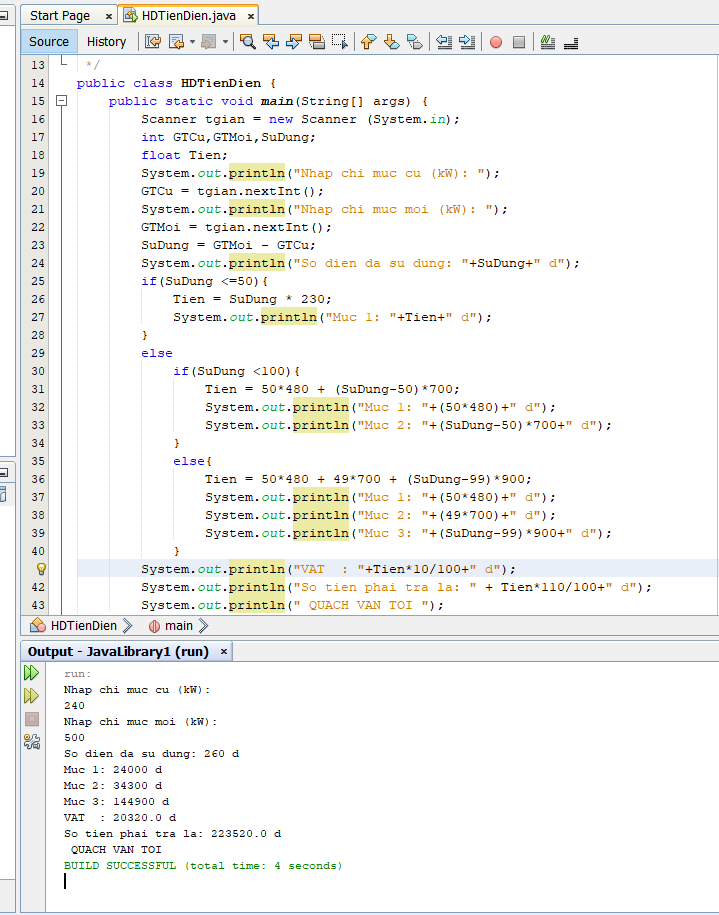 Start Page × HDTienDien.java ×
Source History
13 */
14 public class HDTienDien {
15 public static void main(String[] args) {
16 Scanner tgian = new Scanner (System.in);
17 int GTCu,GTMoi,SuDung;
18 float Tien;
19 System.out.println("Nhap chi muc cu (kW): ");
20 GTCu = tgian.nextInt();
21 System.out.println("Nhap chi muc moi (kW): ");
22 GTMoi = tgian.nextInt();
23 SuDung = GTMoi - GTCu;
24 System.out.println("So dien da su dung: "+SuDung+" d");
25 if(SuDung <=50){
26 Tien = SuDung * 230;
27 System.out.println("Muc 1: "+Tien+" d");
28 }
29 else
30 if(SuDung <100){
31 Tien = 50*480 + (SuDung-50)*700;
32 System.out.println("Muc 1: "+(50*480)+" d");
33 System.out.println("Muc 2: "+(SuDung-50)*700+" d");
34 }
35 else{
36 Tien = 50*480 + 49*700 + (SuDung-99)*900;
37 System.out.println("Muc 1: "+(50*480)+" d");
38 System.out.println("Muc 2: "+(49*700)+" d");
39 System.out.println("Muc 3: "+(SuDung-99)*900+" d");
40 }
System.out.println("VAT  : "+Tien*10/100+" d");
42 System.out.println("So tien phai tra la: " + Tien*110/100+" d");
43 System.out.println(" QUACH VAN TOI ");
HDTienDien main
Output - JavaLibrary1 (run) ×
run:
Nhap chi muc cu (kW):
240
Nhap chi muc moi (kW):
500
So dien da su dung: 260 d
Muc 1: 24000 d
Muc 2: 34300 d
Muc 3: 144900 d
VAT  : 20320.0 d
So tien phai tra la: 223520.0 d
QUACH VAN TOI
BUILD SUCCESSFUL (total time: 4 seconds)